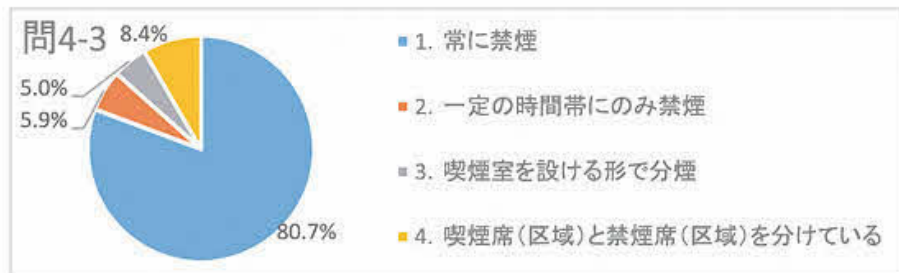 問4-3
8.4%
5.0%
5.9%
80.7%
1. 常に禁煙
2. 一定の時間帯にのみ禁煙
3. 喫煙室を設ける形で分煙
4. 喫煙席(区域)と禁煙席(区域)を分けている